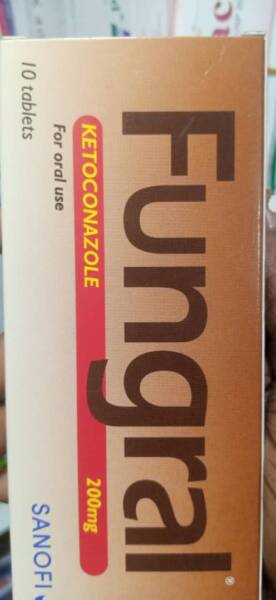 Fungral®
KETOCONAZOLE 200mg
For oral use
10 tablets
SANOFI